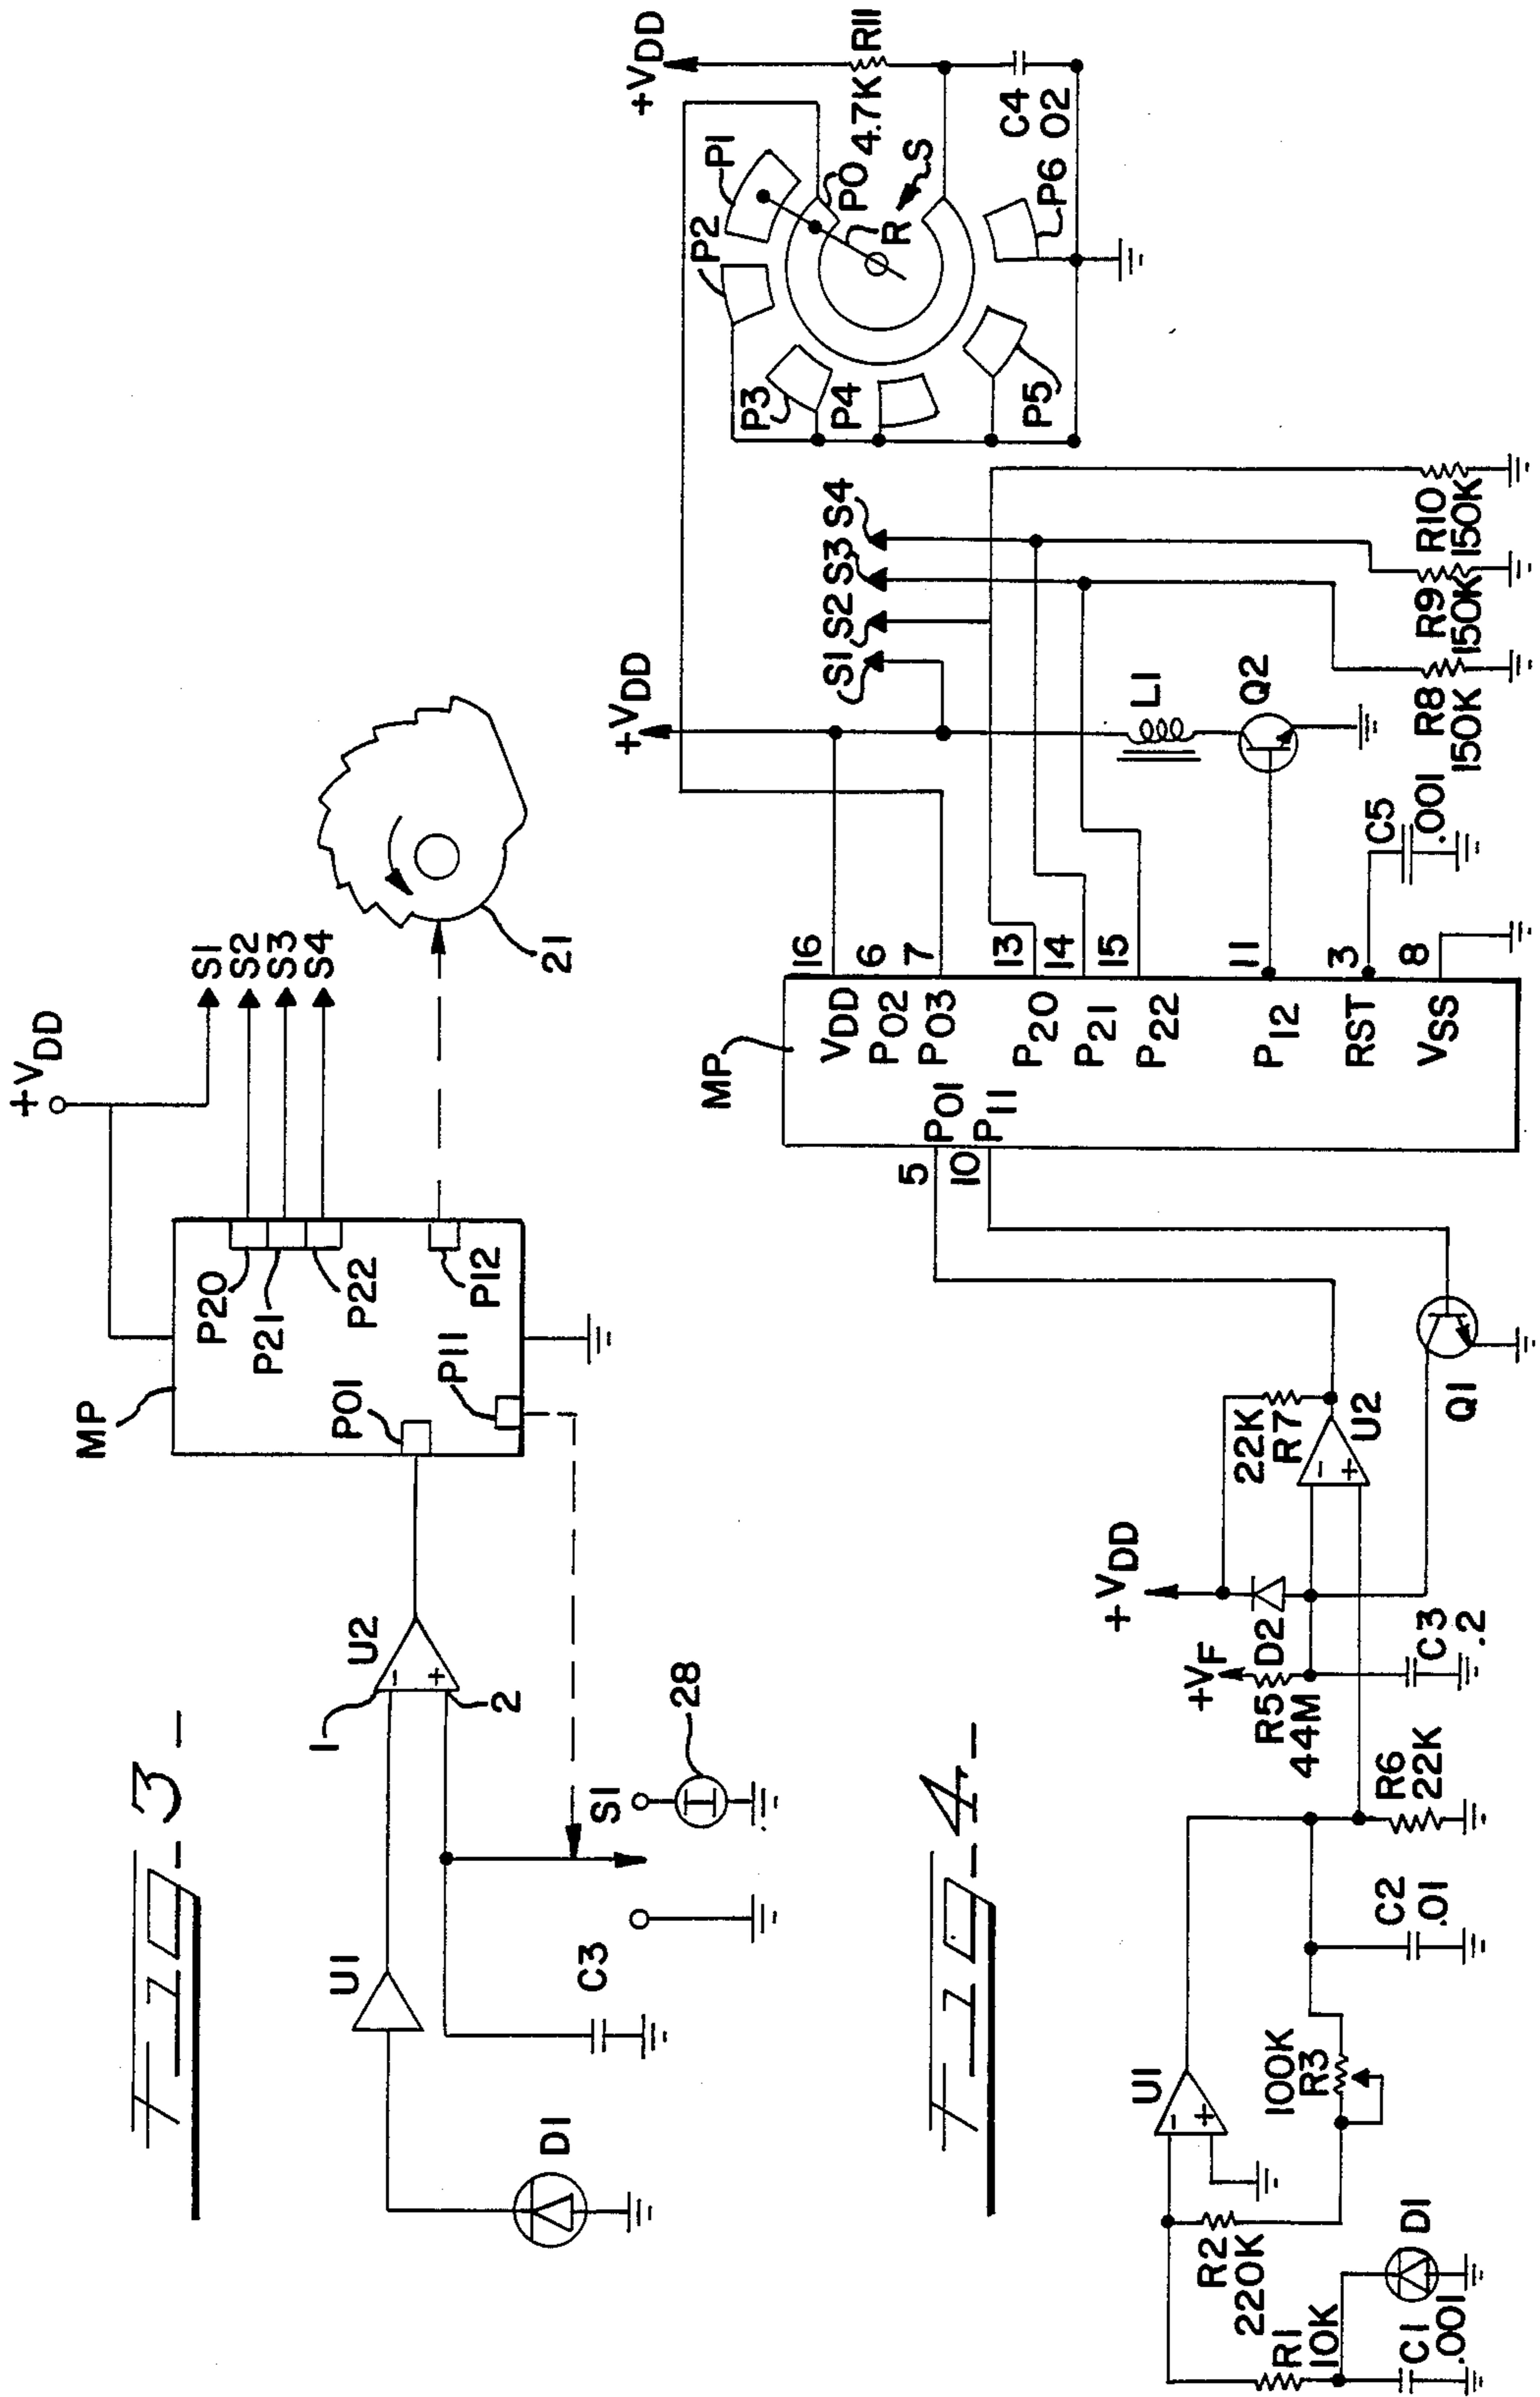 Fig-3-
+VDD
MP
P20
P21
P22
P01
P11
P12
S1
S2
S3
S4
21
U1
U2
1
2
-
+
D1
C3
S1
I
28
Fig-4-
R1
10K
C1
.001
D1
R2
220K
U1
-
+
100K
R3
C2
.01
R6
22K
+VF
R5
44M
D2
C3
.2
+VDD
22K
R7
U2
-
+
Q1
5
10
MP
P01
P11
VDD
P02
P03
P20
P21
P22
P12
RST
VSS
16
6
7
13
14
15
11
3
8
+VDD
S1
S2
S3
S4
L1
Q2
C5
.001
R8
150K
R9
150K
R10
150K
+VDD
P1
P2
P3
P4
P5
P6
P0
R
S
4.7K
R11
C4
02